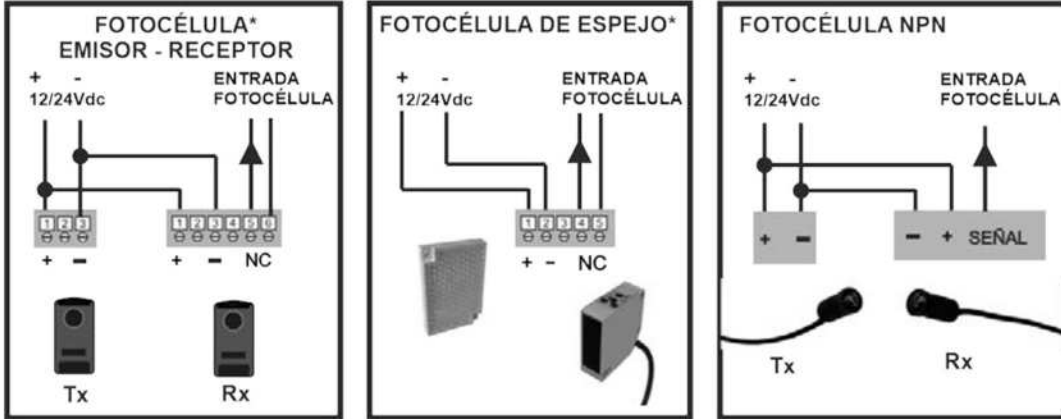 FOTOCÉLULA*
EMISOR - RECEPTOR
+ -
12/24Vdc
ENTRADA
FOTOCÉLULA
1 2 3
1 2 3 4 5 6
+ -
+ - NC
Tx
Rx
FOTOCÉLULA DE ESPEJO*
+ -
12/24Vdc
ENTRADA
FOTOCÉLULA
1 2 3 4 5
+ - NC
FOTOCÉLULA NPN
+ -
12/24Vdc
ENTRADA
FOTOCÉLULA
+ -
- + SEÑAL
Tx
Rx